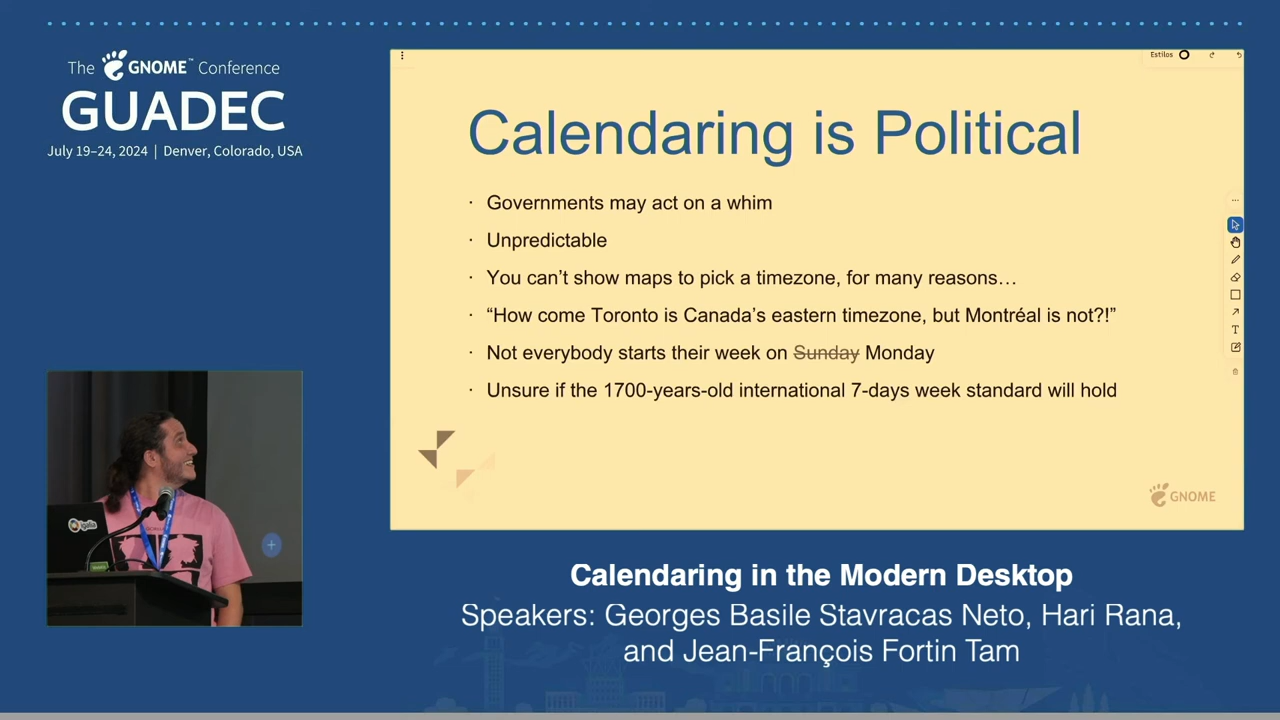 The GNOME™ Conference
GUADEC
July 19–24, 2024 | Denver, Colorado, USA
Estilos
Calendaring is Political
· Governments may act on a whim
· Unpredictable
· You can’t show maps to pick a timezone, for many reasons…
· “How come Toronto is Canada’s eastern timezone, but Montréal is not?!”
· Not everybody starts their week on Sunday Monday
· Unsure if the 1700-years-old international 7-days week standard will hold
T
GNOME
igalia
Calendaring in the Modern Desktop
Speakers: Georges Basile Stavracas Neto, Hari Rana,
and Jean-François Fortin Tam